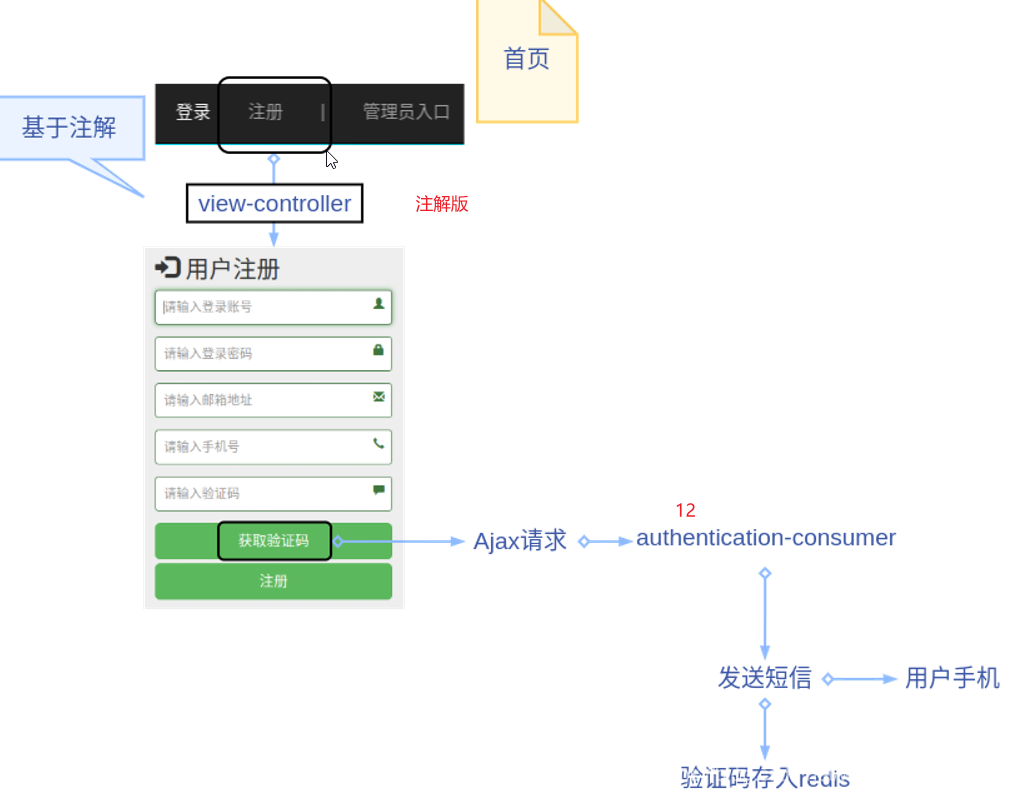 首页
登录 注册 | 管理员入口
基于注解
view-controller
注解版
用户注册
请输入登录账号
请输入登录密码
请输入邮箱地址
请输入手机号
请输入验证码
获取验证码
注册
Ajax请求
12
authentication-consumer
发送短信
用户手机
验证码存入redis